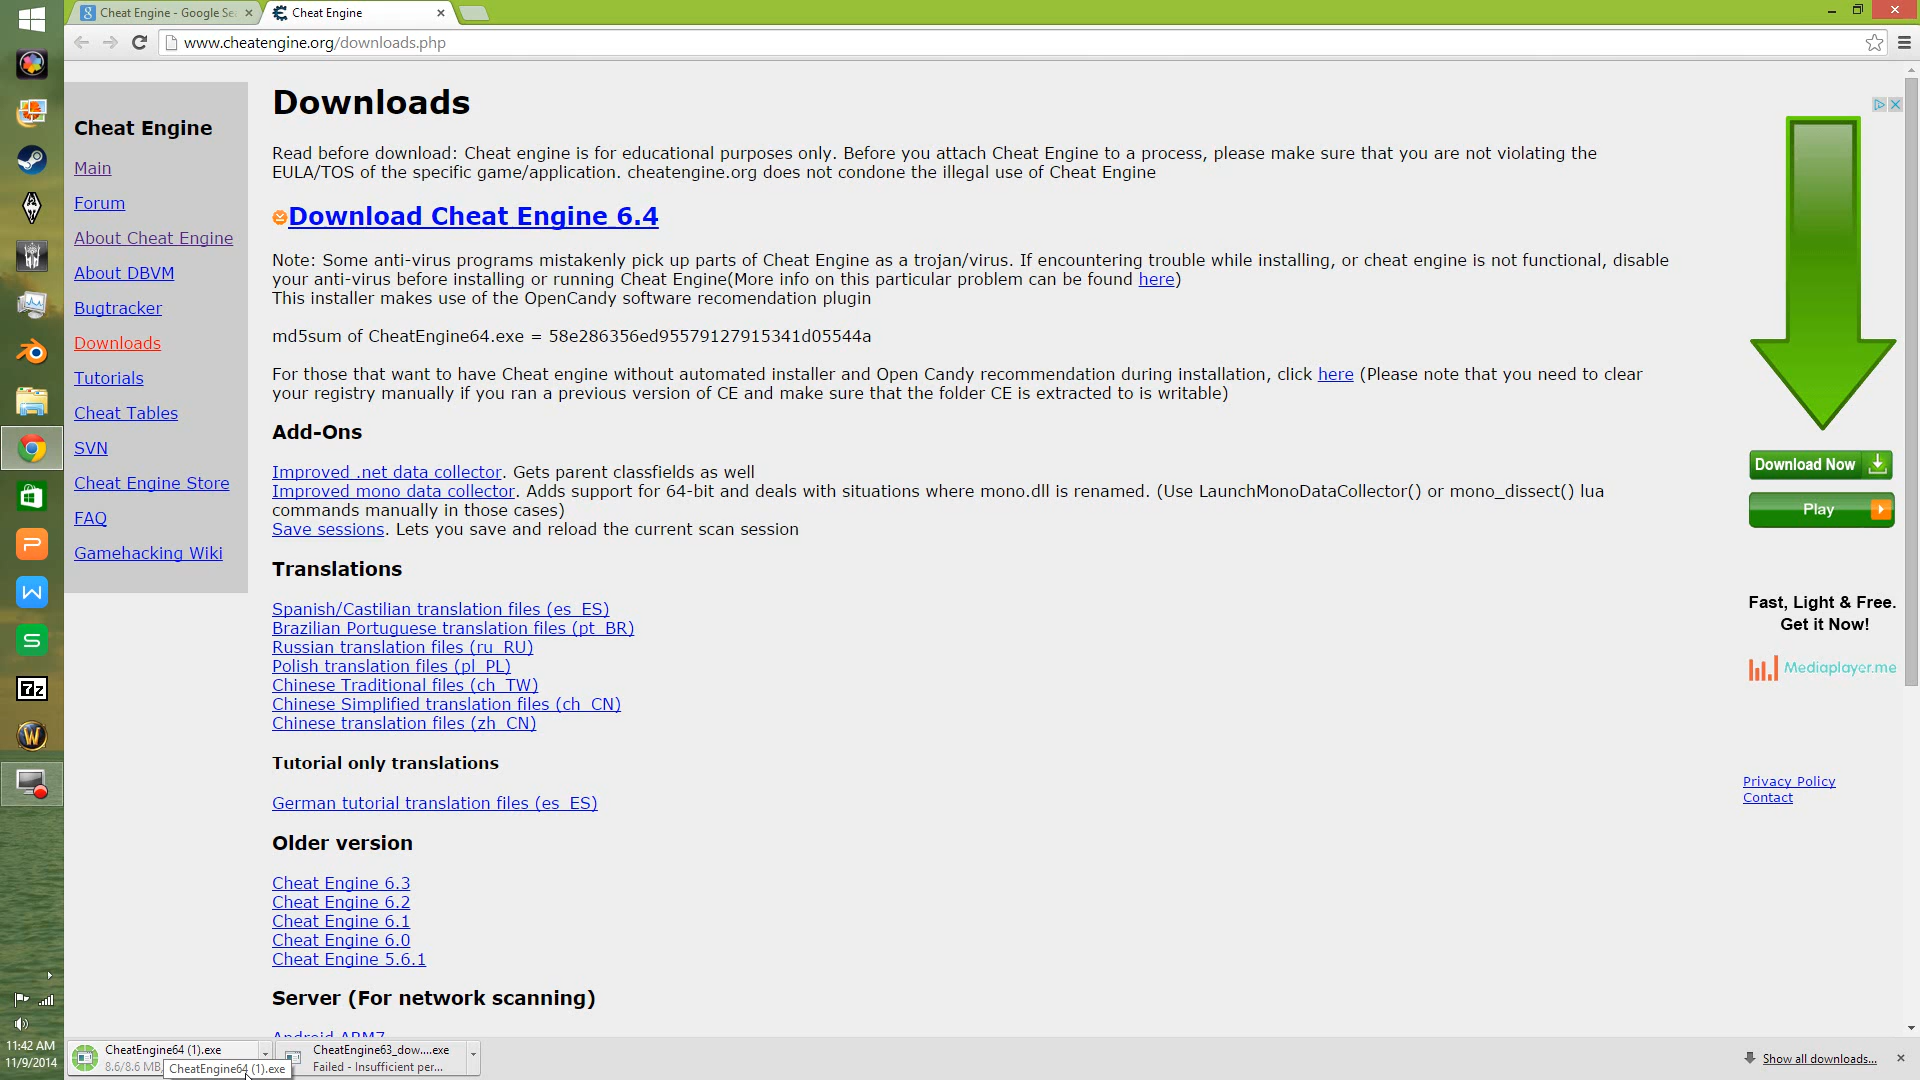 Cheat Engine - Google Se
Cheat Engine
www.cheatengine.org/downloads.php
Cheat Engine
Main
Forum
About Cheat Engine
About DBVM
Bugtracker
Downloads
Tutorials
Cheat Tables
SVN
Cheat Engine Store
FAQ
Gamehacking Wiki
Downloads
Read before download: Cheat engine is for educational purposes only. Before you attach Cheat Engine to a process, please make sure that you are not violating the
EULA/TOS of the specific game/application. cheatengine.org does not condone the illegal use of Cheat Engine
Download Cheat Engine 6.4
Note: Some anti-virus programs mistakenly pick up parts of Cheat Engine as a trojan/virus. If encountering trouble while installing, or cheat engine is not functional, disable
your anti-virus before installing or running Cheat Engine(More info on this particular problem can be found here)
This installer makes use of the OpenCandy software recomendation plugin
md5sum of CheatEngine64.exe = 58e286356ed95579127915341d05544a
For those that want to have Cheat engine without automated installer and Open Candy recommendation during installation, click here (Please note that you need to clear
your registry manually if you ran a previous version of CE and make sure that the folder CE is extracted to is writable)
Add-Ons
Improved .net data collector. Gets parent classfields as well
Improved mono data collector. Adds support for 64-bit and deals with situations where mono.dll is renamed. (Use LaunchMonoDataCollector() or mono_dissect() lua
commands manually in those cases)
Save sessions. Lets you save and reload the current scan session
Translations
Spanish/Castilian translation files (es_ES)
Brazilian Portuguese translation files (pt_BR)
Russian translation files (ru_RU)
Polish translation files (pl_PL)
Chinese Traditional files (ch_TW)
Chinese Simplified translation files (ch_CN)
Chinese translation files (zh_CN)
Tutorial only translations
German tutorial translation files (es_ES)
Older version
Cheat Engine 6.3
Cheat Engine 6.2
Cheat Engine 6.1
Cheat Engine 6.0
Cheat Engine 5.6.1
Server (For network scanning)
Android ARM7
Download Now
Play
Fast, Light & Free.
Get it Now!
Mediaplayer.me
Privacy Policy
Contact
P
W
S
7z
11:42 AM
11/9/2014
CheatEngine64 (1).exe
8.6/8.6 MB,
CheatEngine64 (1).exe
CheatEngine63_dow....exe
Failed - Insufficient per...
Show all downloads...